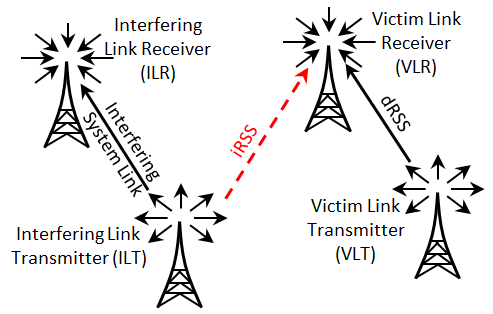 Interfering
Link Receiver
(ILR)
Victim Link
Receiver
(VLR)
Interfering
System Link
iRSS
dRSS
Interfering Link
Transmitter (ILT)
Victim Link
Transmitter
(VLT)